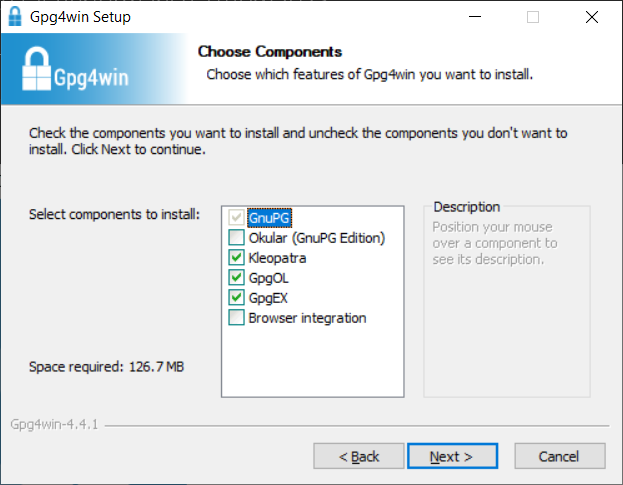 Gpg4win Setup
Gpg4win
Choose Components
Choose which features of Gpg4win you want to install.
Check the components you want to install and uncheck the components you don't want to
install. Click Next to continue.
Select components to install:
GnuPG
Okular (GnuPG Edition)
Kleopatra
GpgOL
GpgEX
Browser integration
Description
Position your mouse
over a component to
see its description.
Space required: 126.7 MB
Gpg4win-4.4.1
< Back
Next >
Cancel